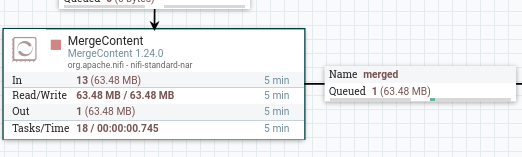 Queued 0 (0 bytes)
MergeContent
MergeContent 1.24.0
org.apache.nifi - nifi-standard-nar
In 13 (63.48 MB) 5 min
Read/Write 63.48 MB / 63.48 MB 5 min
Out 1 (63.48 MB) 5 min
Tasks/Time 18 / 00:00:00.745 5 min
Name merged
Queued 1 (63.48 MB)